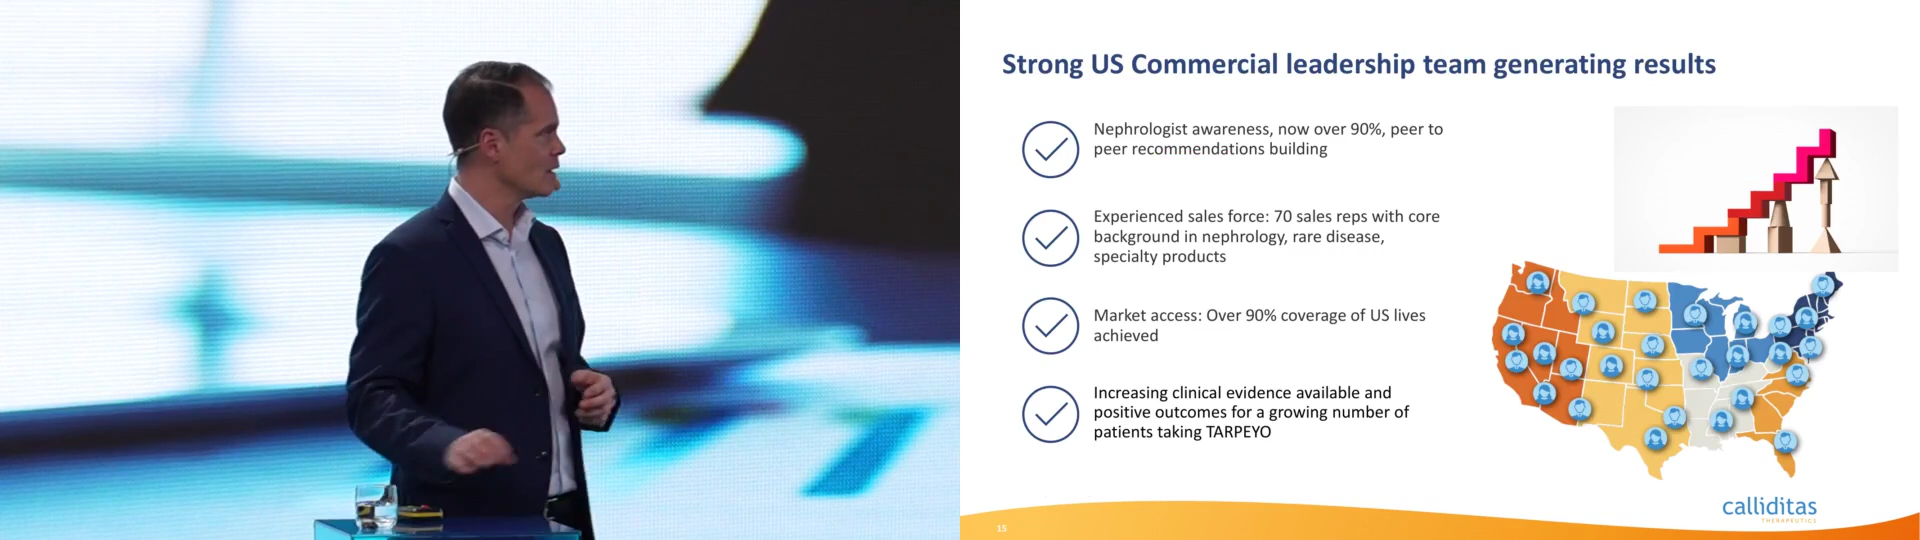 Strong US Commercial leadership team generating results
Nephrologist awareness, now over 90%, peer to
peer recommendations building
Experienced sales force: 70 sales reps with core
background in nephrology, rare disease,
specialty products
Market access: Over 90% coverage of US lives
achieved
Increasing clinical evidence available and
positive outcomes for a growing number of
patients taking TARPEYO
15
calliditas
THERAPEUTICS